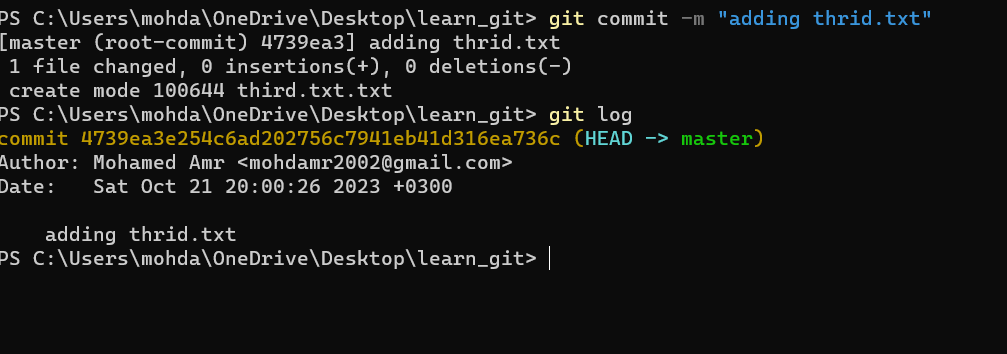 PS C:\Users\mohda\OneDrive\Desktop\learn_git> git commit -m "adding thrid.txt"
[master (root-commit) 4739ea3] adding thrid.txt
 1 file changed, 0 insertions(+), 0 deletions(-)
 create mode 100644 third.txt.txt
PS C:\Users\mohda\OneDrive\Desktop\learn_git> git log
commit 4739ea3e254c6ad202756c7941eb41d316ea736c (HEAD -> master)
Author: Mohamed Amr <mohdamr2002@gmail.com>
Date:   Sat Oct 21 20:00:26 2023 +0300

    adding thrid.txt
PS C:\Users\mohda\OneDrive\Desktop\learn_git>